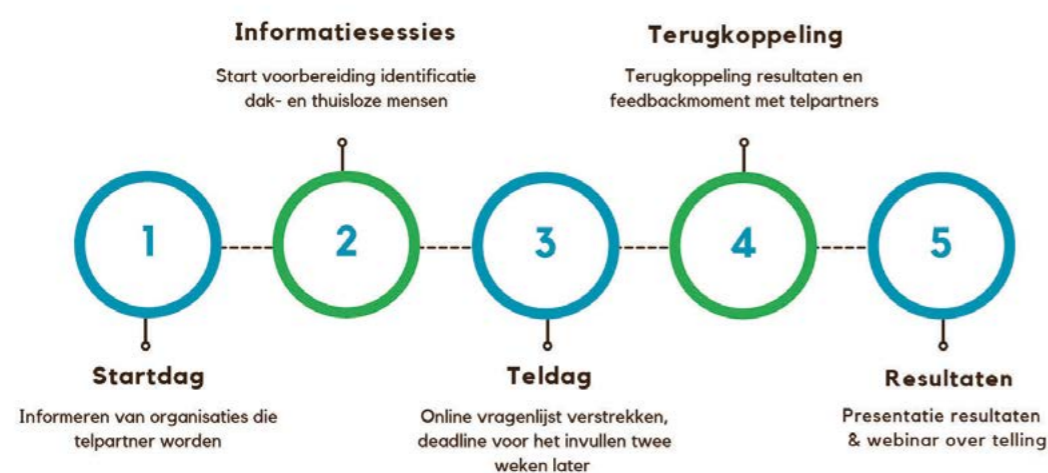 Informatiesessies
Start voorbereiding identificatie
dak- en thuisloze mensen
Terugkoppeling
Terugkoppeling resultaten en
feedbackmoment met telpartners
1
2
3
4
5
Startdag
Informeren van organisaties die
telpartner worden
Teldag
Online vragenlijst verstrekken,
deadline voor het invullen twee
weken later
Resultaten
Presentatie resultaten
& webinar over telling